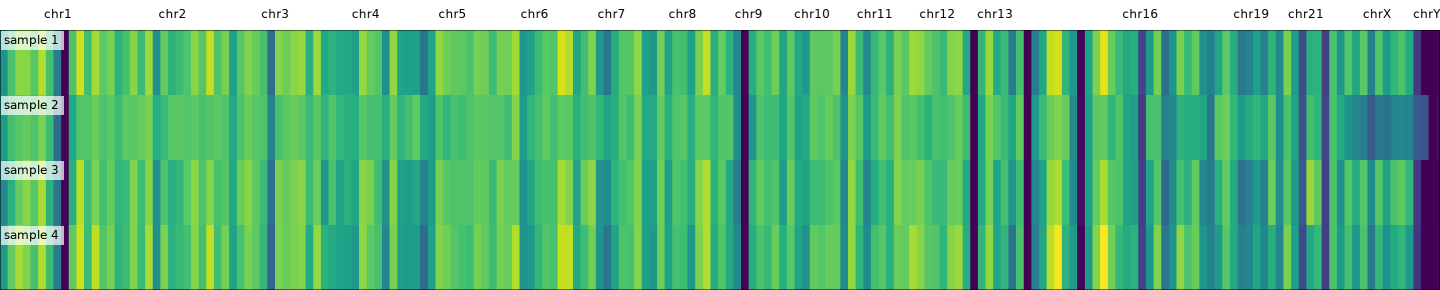 chr1 chr2 chr3 chr4 chr5 chr6 chr7 chr8 chr9 chr10 chr11 chr12 chr13 chr16 chr19 chr21 chrX chrY
sample 1
sample 2
sample 3
sample 4